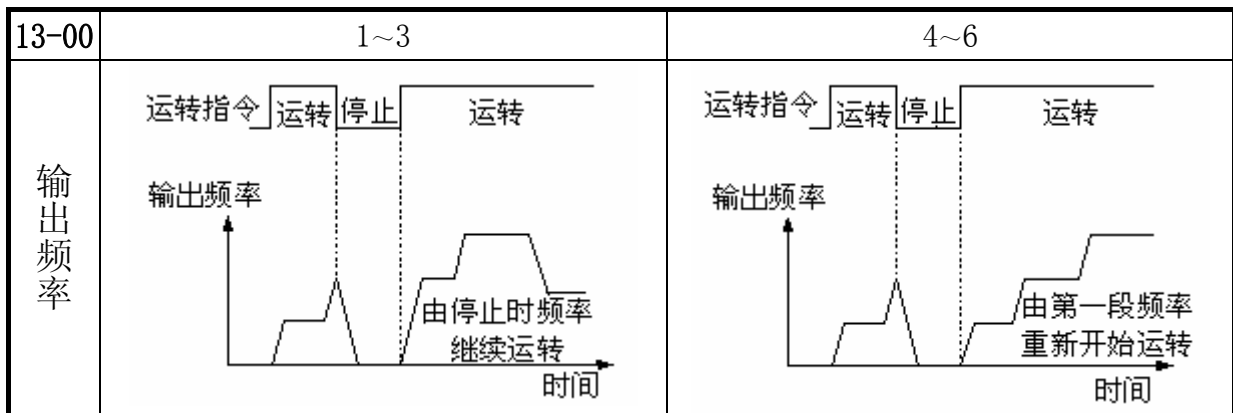 13-00
1~3
4~6
输出频率
运转指令 运转 停止 运转
输出频率
由停止时频率
继续运转
时间
运转指令 运转 停止 运转
输出频率
由第一段频率
重新开始运转
时间